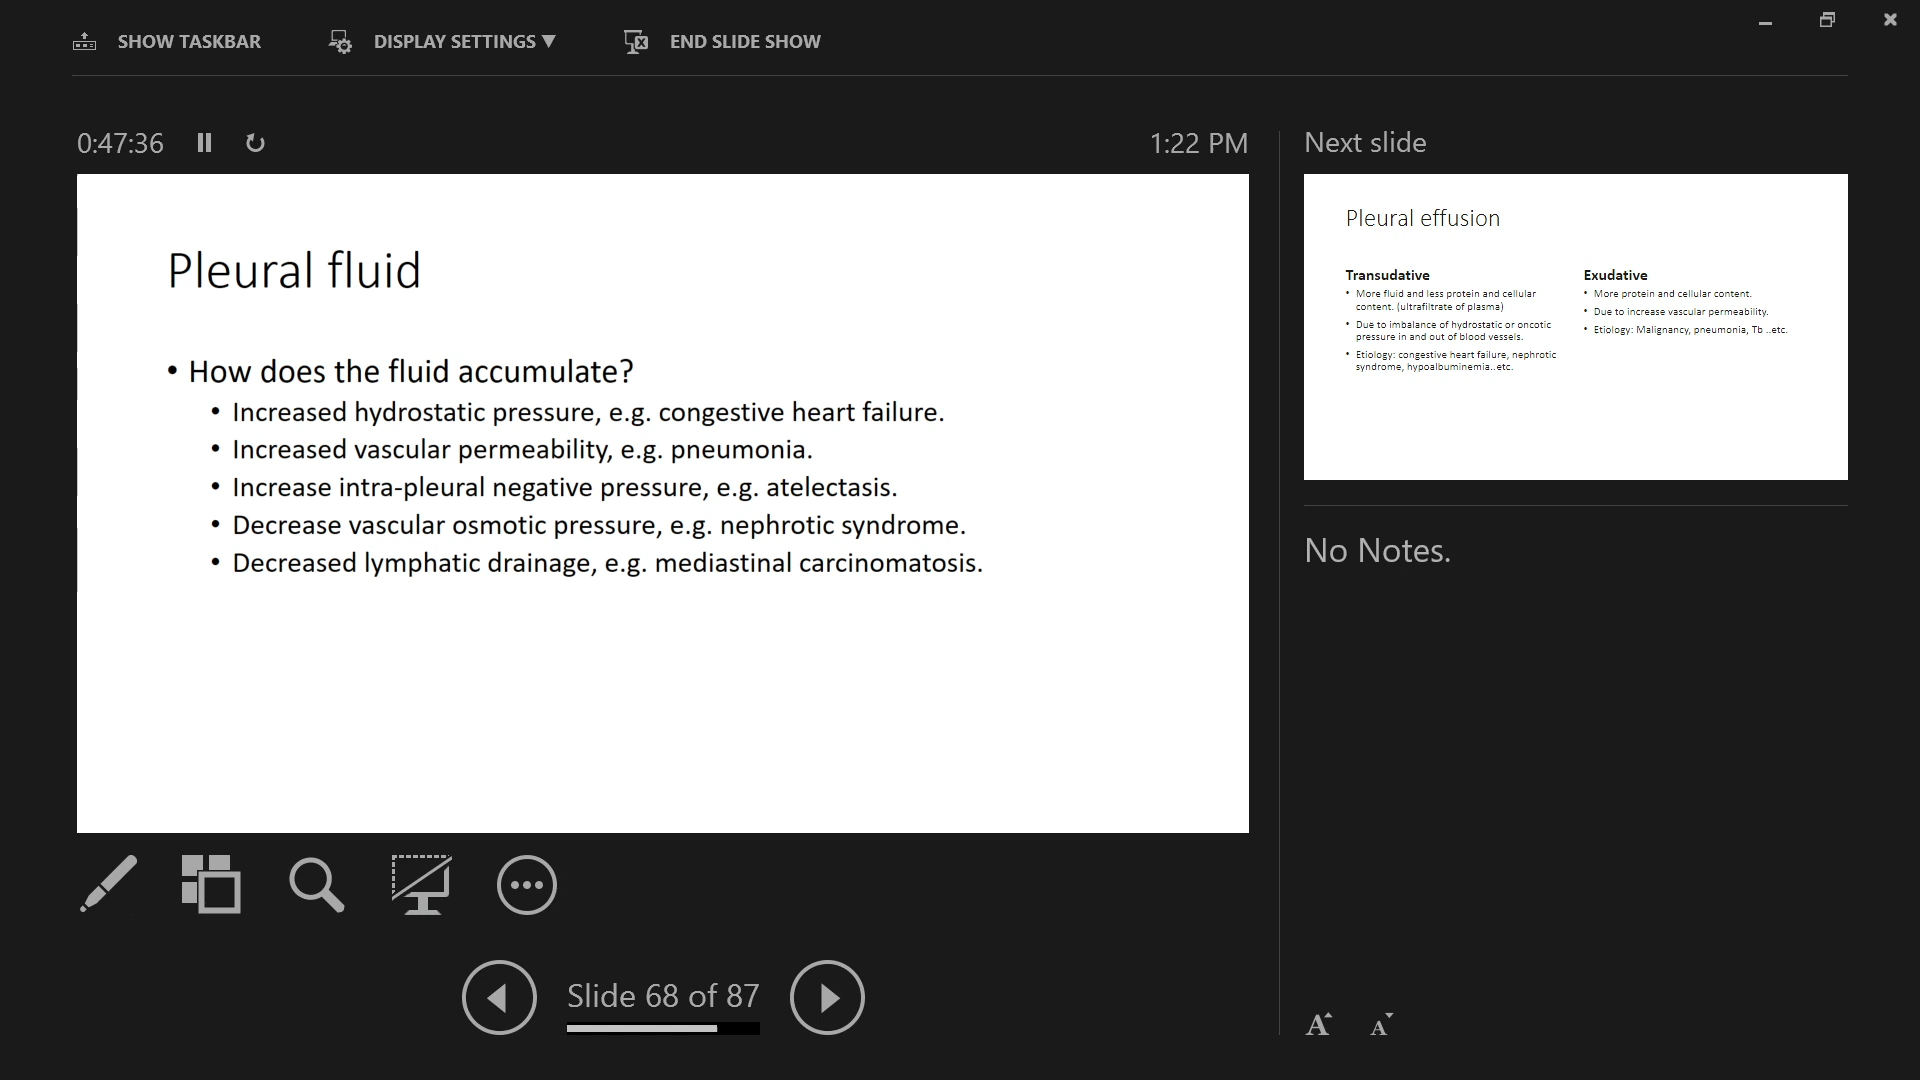 SHOW TASKBAR
DISPLAY SETTINGS ▼
END SLIDE SHOW
0:47:36
1:22 PM
Pleural fluid
• How does the fluid accumulate?
• Increased hydrostatic pressure, e.g. congestive heart failure.
• Increased vascular permeability, e.g. pneumonia.
• Increase intra-pleural negative pressure, e.g. atelectasis.
• Decrease vascular osmotic pressure, e.g. nephrotic syndrome.
• Decreased lymphatic drainage, e.g. mediastinal carcinomatosis.
Slide 68 of 87
Next slide
Pleural effusion
Transudative
• More fluid and less protein and cellular
content. (ultrafiltrate of plasma)
• Due to imbalance of hydrostatic or oncotic
pressure in and out of blood vessels.
• Etiology: congestive heart failure, nephrotic
syndrome, hypoalbuminemia..etc.
Exudative
• More protein and cellular content.
• Due to increase vascular permeability.
• Etiology: Malignancy, pneumonia, Tb ..etc.
No Notes.
A A